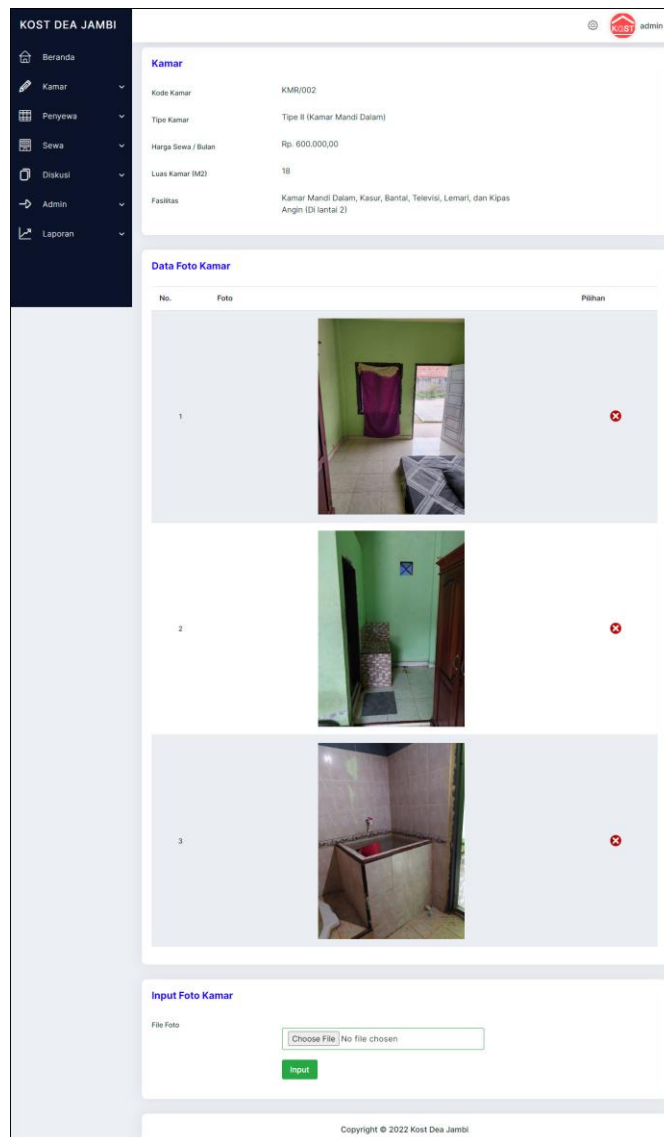 KOST DEA JAMBI
KOST
admin
Beranda
Kamar
Penyewa
Sewa
Diskusi
Admin
Laporan
Kamar
Kode Kamar
KMR/002
Tipe Kamar
Tipe II (Kamar Mandi Dalam)
Harga Sewa / Bulan
Rp. 600.000,00
Luas Kamar (M2)
18
Fasilitas
Kamar Mandi Dalam, Kasur, Bantal, Televisi, Lemari, dan Kipas
Angin (Di lantai 2)
Data Foto Kamar
No. Foto Pilihan
1
2
3
Input Foto Kamar
File Foto
Choose File No file chosen
Input
Copyright © 2022 Kost Dea Jambi